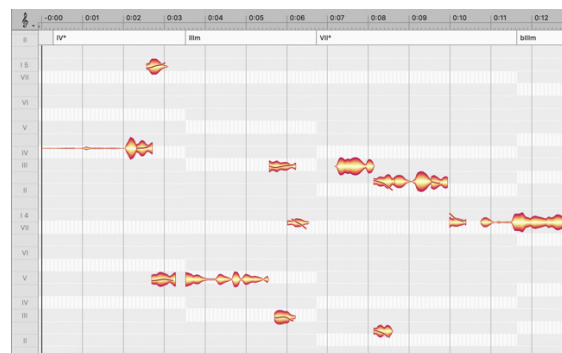 -0:00 0:01 0:02 0:03 0:04 0:05 0:06 0:07 0:08 0:09 0:10 0:11 0:12
II IV* IIIm VII* bIIIm
I 5
VII
VI
V
IV
III
II
I 4
VII
VI
V
IV
III
II